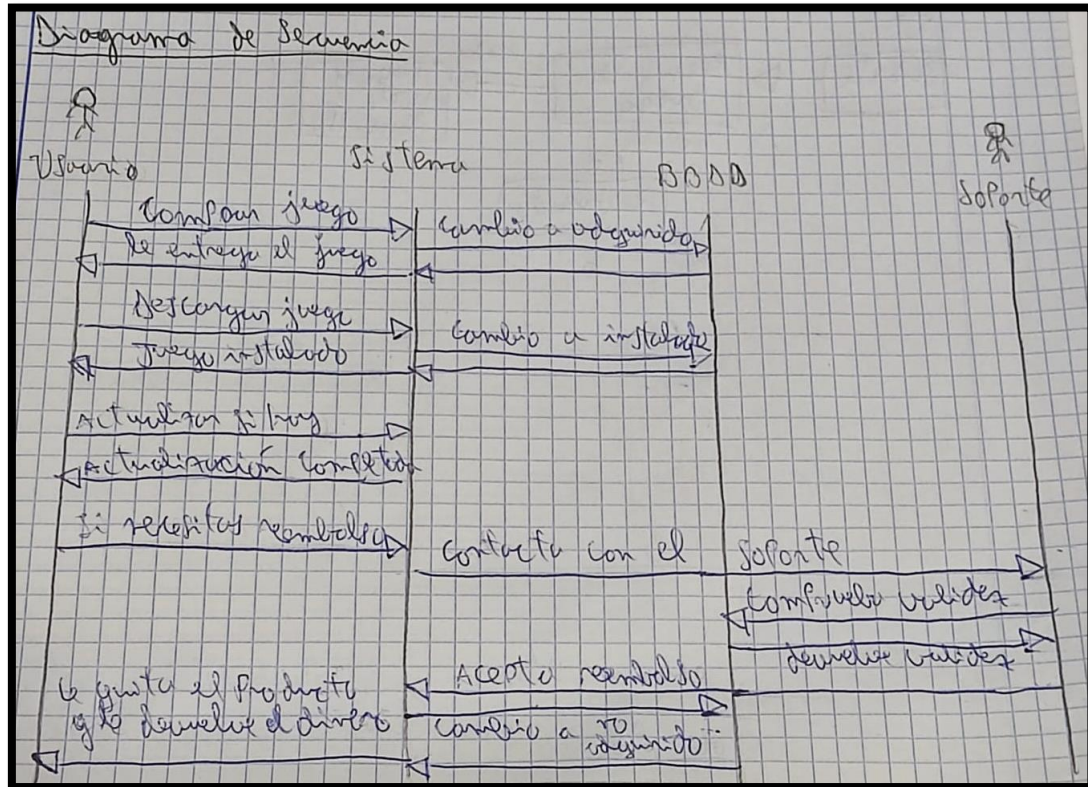 Diagrama de Secuencia
Usuario
Sistema
BDDD
Soporte
Comprar juego
Cambio a adquirido
le entrega el juego
Descargar juego
Cambio a instalado
Juego instalado
Actualizar si hay
Actualización Completada
Si necesitas reembolso
Contacta con el soporte
Comprueba validez
devuelve validez
Acepta reembolso
le quita el Producto
y le devuelve el dinero
Cambio a no
adquirido